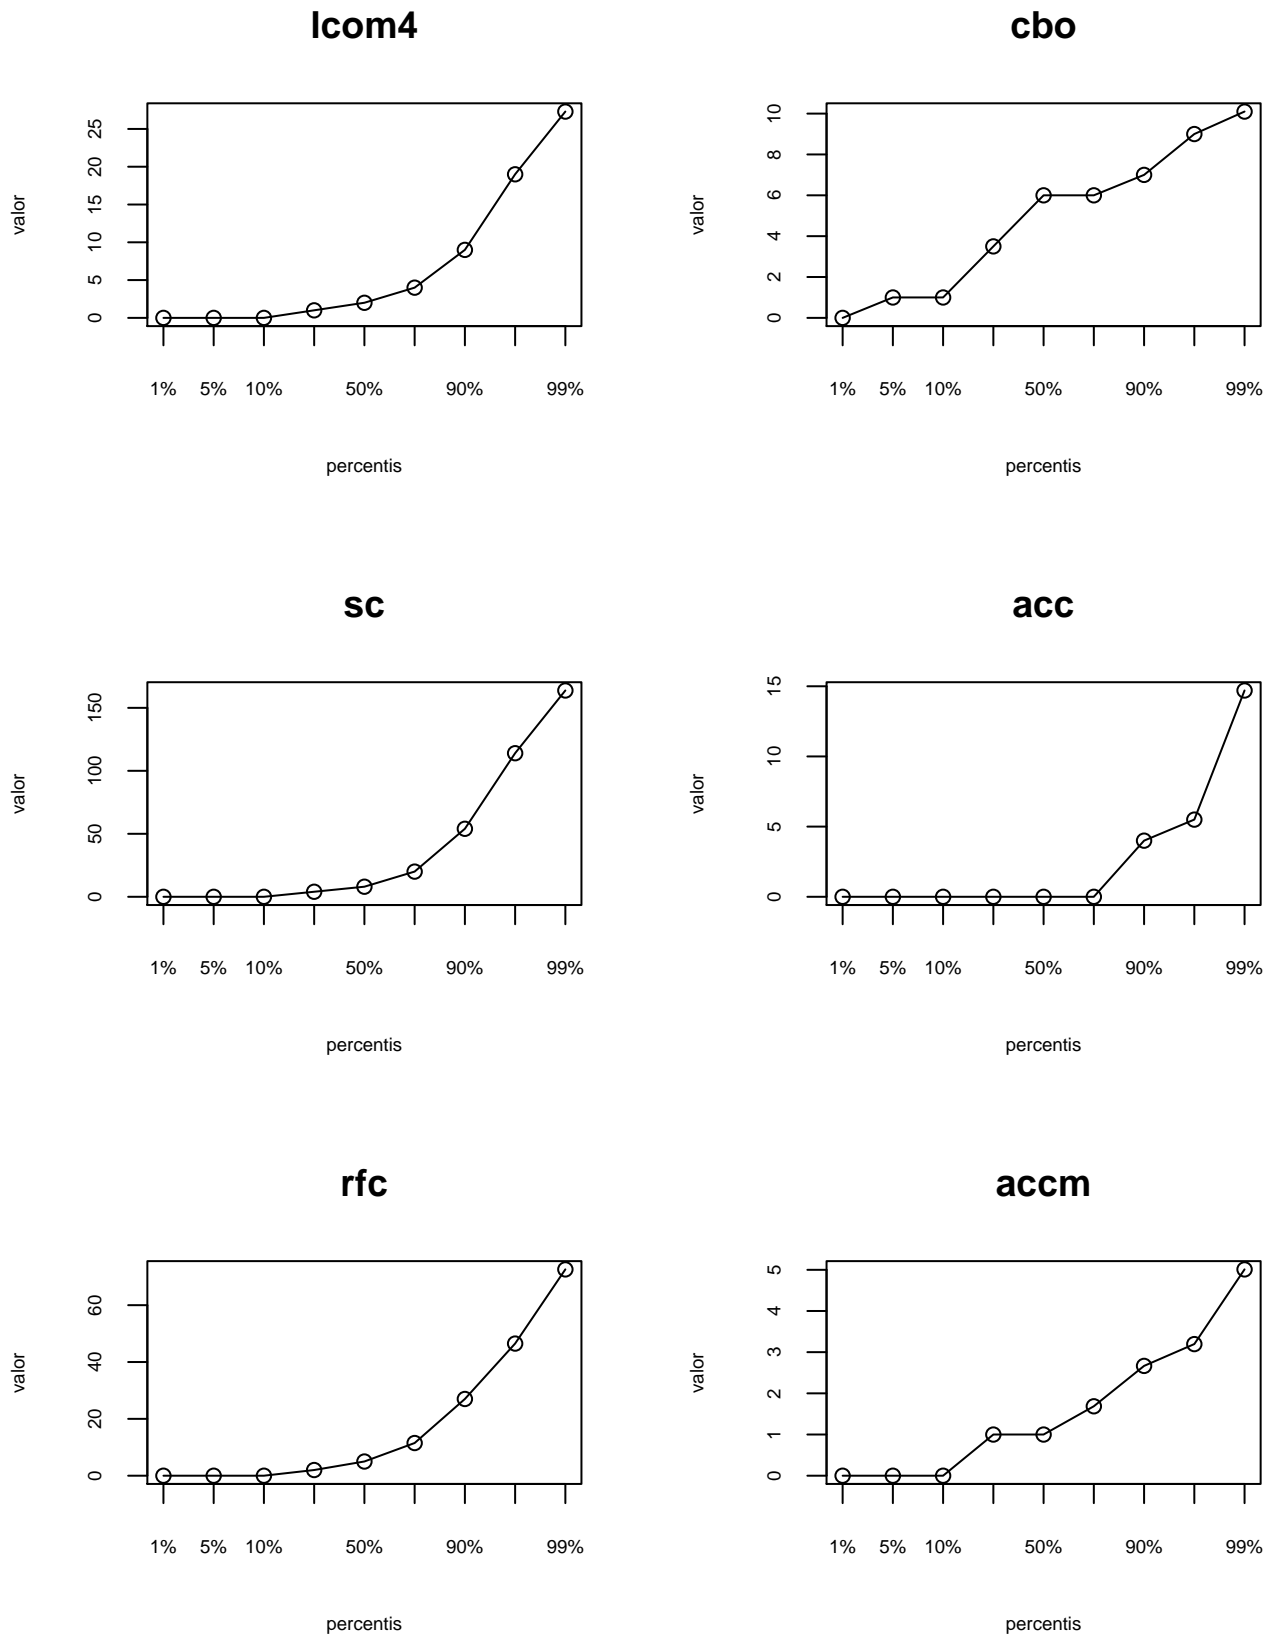 lcom4
valor
0 5 10 15 20 25
1% 5% 10% 50% 90% 99%
percentis
cbo
valor
0 2 4 6 8 10
1% 5% 10% 50% 90% 99%
percentis
sc
valor
0 50 100 150
1% 5% 10% 50% 90% 99%
percentis
acc
valor
0 5 10 15
1% 5% 10% 50% 90% 99%
percentis
rfc
valor
0 20 40 60
1% 5% 10% 50% 90% 99%
percentis
accm
valor
0 1 2 3 4 5
1% 5% 10% 50% 90% 99%
percentis